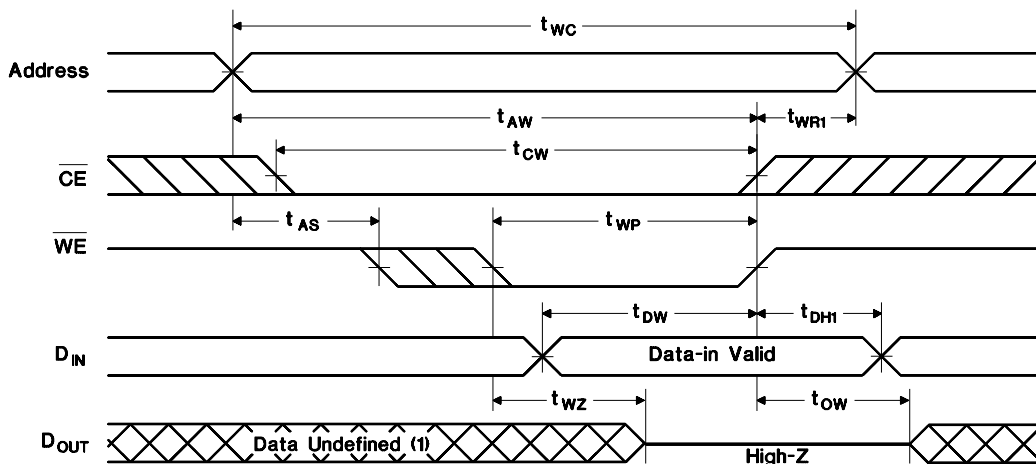 tWC
Address
tAW
tWR1
tCW
CE
tAS
tWP
WE
tDW
tDH1
DIN
Data-in Valid
tWZ
tOW
DOUT
Data Undefined (1)
High-Z